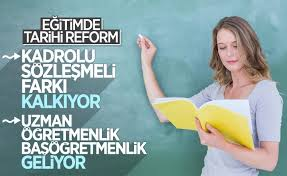 EĞİTİMDE
TARİHİ REFORM
KADROLU
SÖZLEŞMELİ
FARKI
KALKIYOR
UZMAN
ÖĞRETMENLİK
BAŞÖĞRETMENLİK
GELİYOR